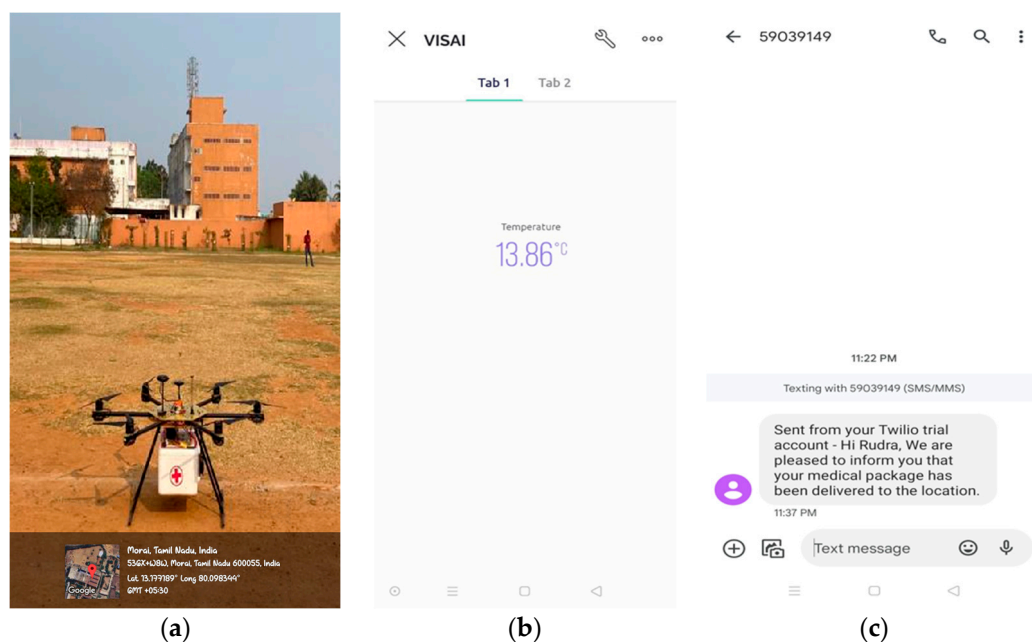 Morai, Tamil Nadu, India
536X+W8W, Morai, Tamil Nadu 600055, India
Lat 13.177189° Long 80.098344°
GMT +05:30
Google
(a)
VISAI
Tab 1 Tab 2
Temperature
13.86°C
(b)
59039149
11:22 PM
Texting with 59039149 (SMS/MMS)
Sent from your Twilio trial
account - Hi Rudra, We are
pleased to inform you that
your medical package has
been delivered to the location.
11:37 PM
Text message
(c)